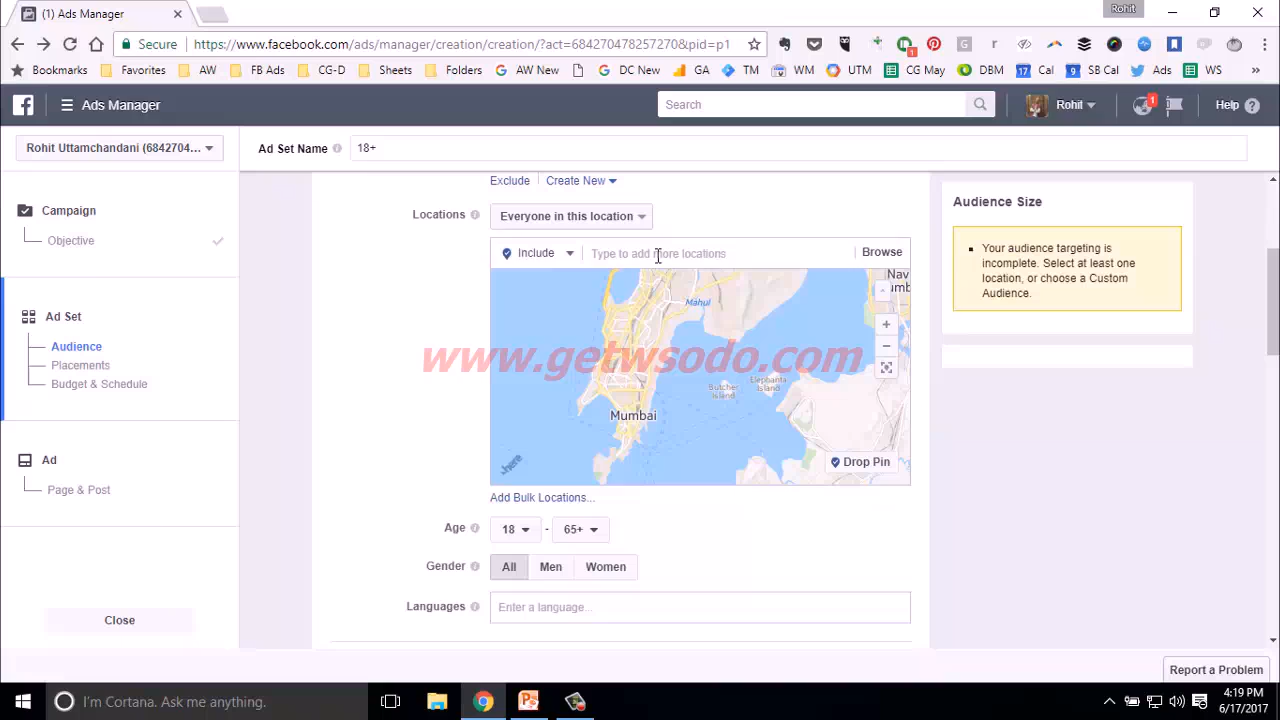 (1) Ads Manager
Rohit
Secure
https://www.facebook.com/ads/manager/creation/creation/?act=684270478257270&pid=p1
Bookmarks
Favorites
AW
FB Ads
CG-D
Sheets
Folders
AW New
DC New
GA
TM
WM
UTM
CG May
DBM
Cal
SB Cal
Ads
WS
Ads Manager
Search
Rohit
1
Help
Rohit Uttamchandani (6842704...
Ad Set Name
18+
Campaign
Objective
Ad Set
Audience
Placements
Budget & Schedule
Ad
Page & Post
Close
Exclude
Create New
Locations
Everyone in this location
Include
Type to add more locations
Browse
Mahul
Nav
umb
www.getwsodo.com
Butcher
Island
Elephanta
Island
Mumbai
here
Drop Pin
Add Bulk Locations...
Age
18
-
65+
Gender
All
Men
Women
Languages
Enter a language...
Audience Size
Your audience targeting is
incomplete. Select at least one
location, or choose a Custom
Audience.
Report a Problem
I'm Cortana. Ask me anything.
4:19 PM
6/17/2017